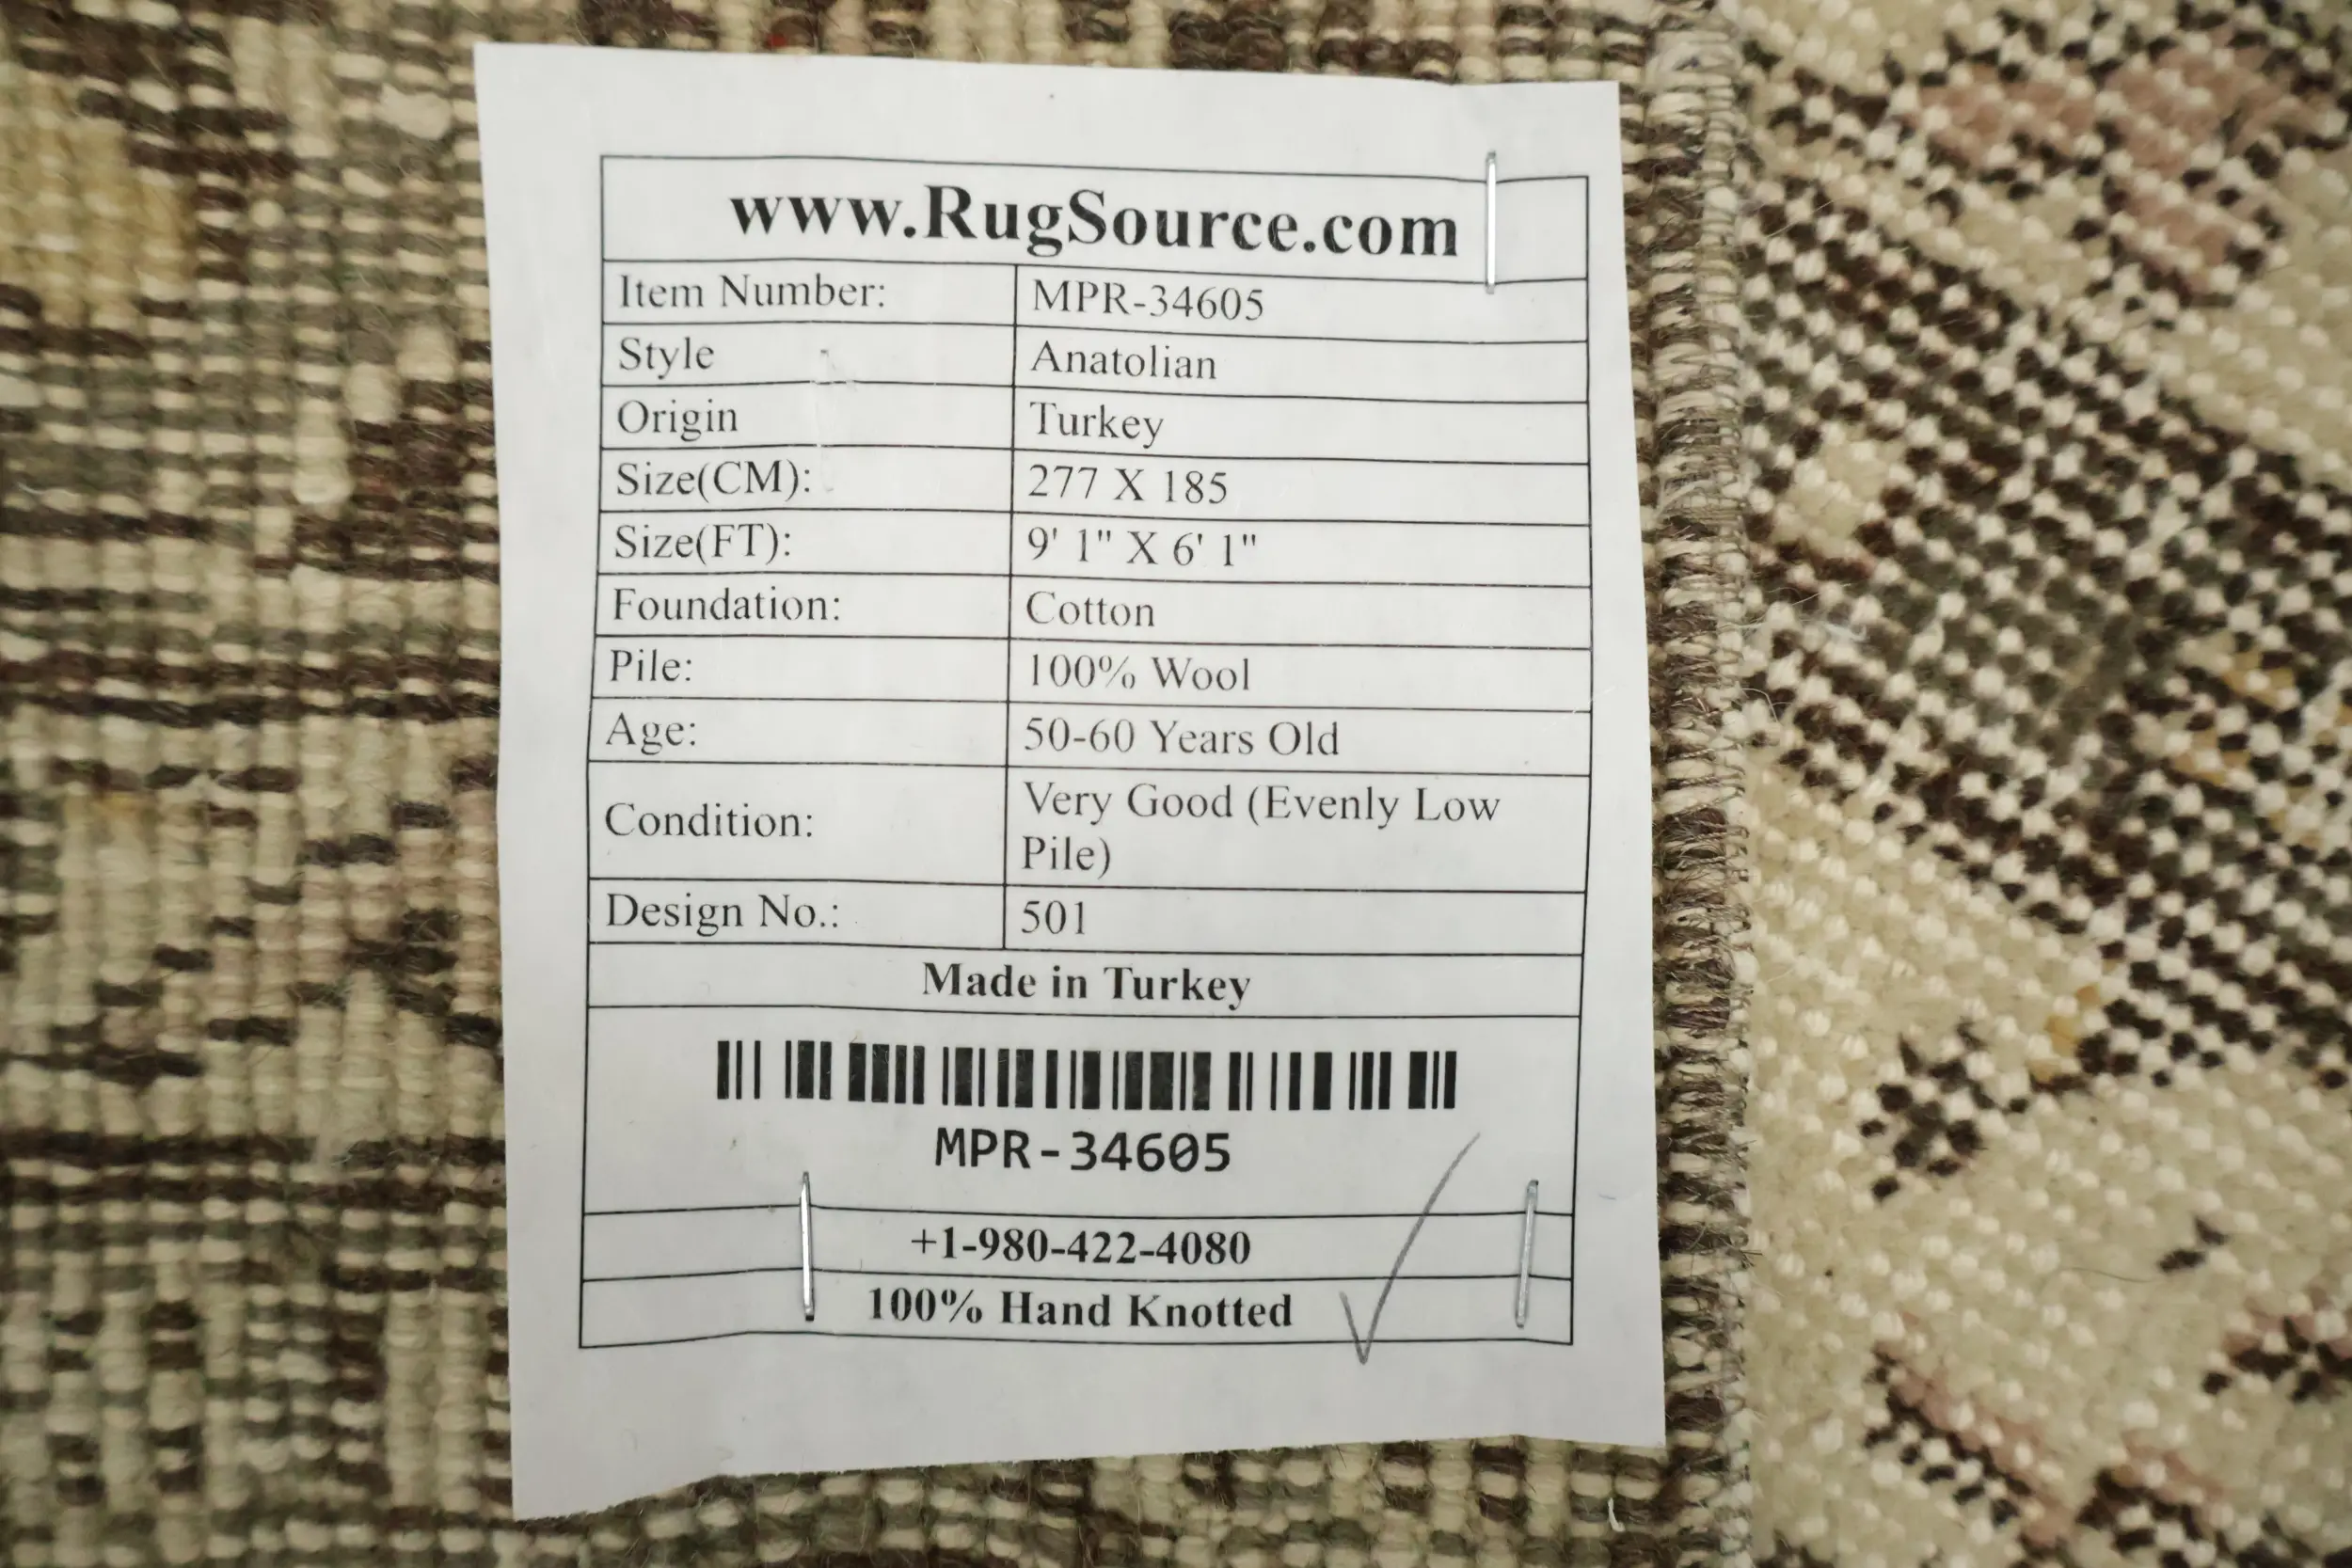 www.RugSource.com
Item Number: MPR-34605
Style Anatolian
Origin Turkey
Size(CM): 277 X 185
Size(FT): 9' 1" X 6' 1"
Foundation: Cotton
Pile: 100% Wool
Age: 50-60 Years Old
Condition: Very Good (Evenly Low
Pile)
Design No.: 501
Made in Turkey
MPR-34605
+1-980-422-4080
100% Hand Knotted